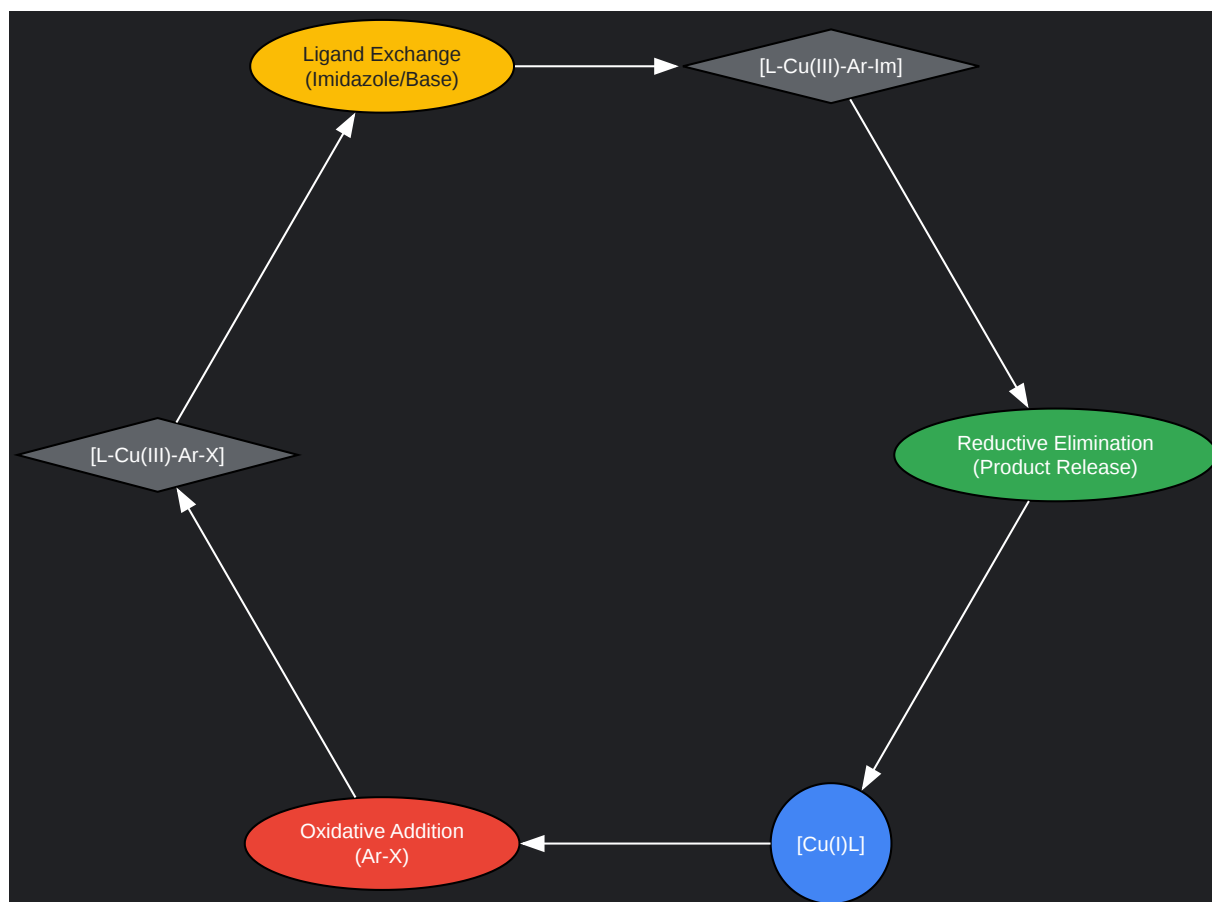 Ligand Exchange
(Imidazole/Base)
[L-Cu(III)-Ar-Im]
[L-Cu(III)-Ar-X]
Reductive Elimination
(Product Release)
Oxidative Addition
(Ar-X)
[Cu(I)L]